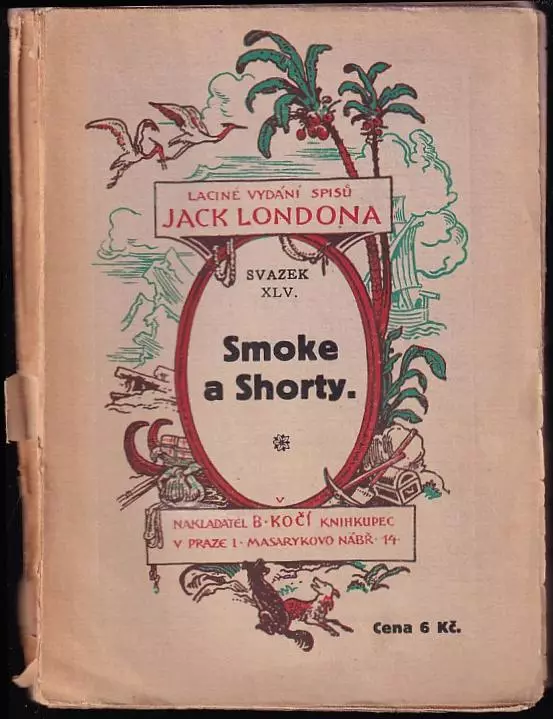 LACINÉ VYDÁNÍ SPISŮ
JACK LONDONA
SVAZEK
XLV.
Smoke
a Shorty.
NAKLADATEL B·KOČÍ KNIHKUPEC
V PRAZE I· MASARYKOVO NÁBŘ· 14·
Cena 6 Kč.